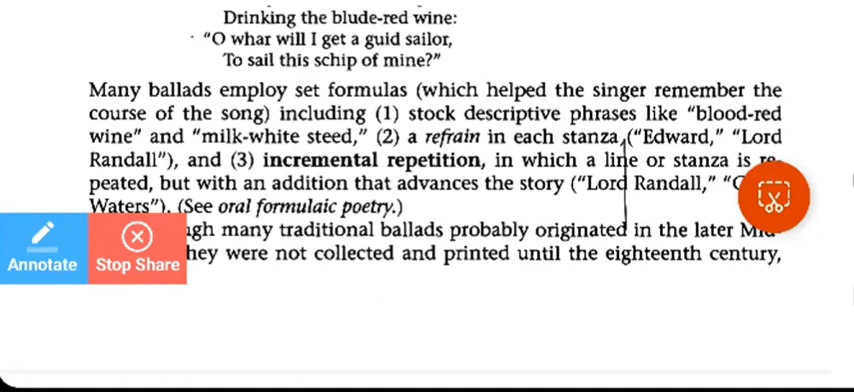 Drinking the blude-red wine:
“O whar will I get a guid sailor,
To sail this schip of mine?”
Many ballads employ set formulas (which helped the singer remember the
course of the song) including (1) stock descriptive phrases like “blood-red
wine” and “milk-white steed,” (2) a refrain in each stanza (“Edward,” “Lord
Randall”), and (3) incremental repetition, in which a line or stanza is re-
peated, but with an addition that advances the story (“Lord Randall,”
Waters”). (See oral formulaic poetry.)
many traditional ballads probably originated in the later
they were not collected and printed until the eighteenth century,
Annotate
Stop Share